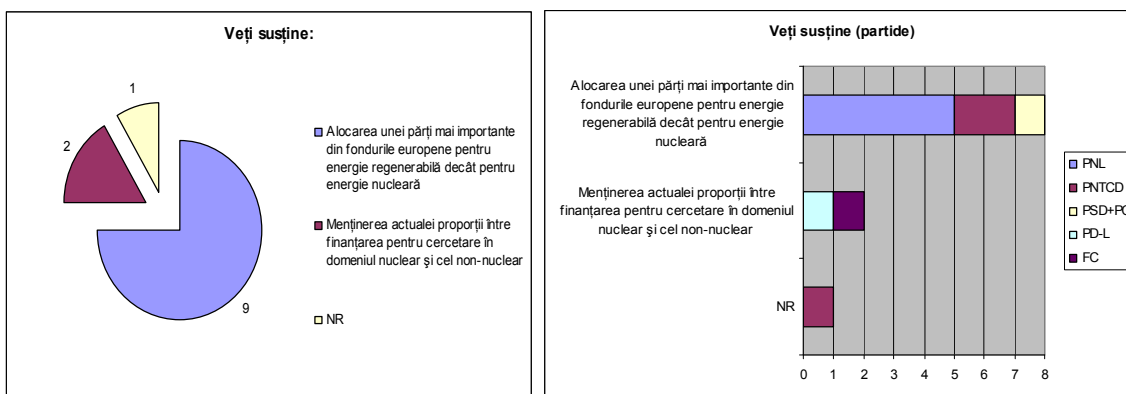 Veți susține:
1
2
9
Alocarea unei părți mai importante
din fondurile europene pentru
energie regenerabilă decât pentru
energie nucleară
Menținerea actualei proporții între
finanțarea pentru cercetare în
domeniul nuclear și cel non-nuclear
NR
Veți susține (partide)
Alocarea unei părți mai importante din
fondurile europene pentru energie
regenerabilă decât pentru energie
nucleară
Menținerea actualei proporții între
finanțarea pentru cercetare în domeniul
nuclear și cel non-nuclear
NR
0 1 2 3 4 5 6 7 8
PNL
PNTCD
PSD+PC
PD-L
FC